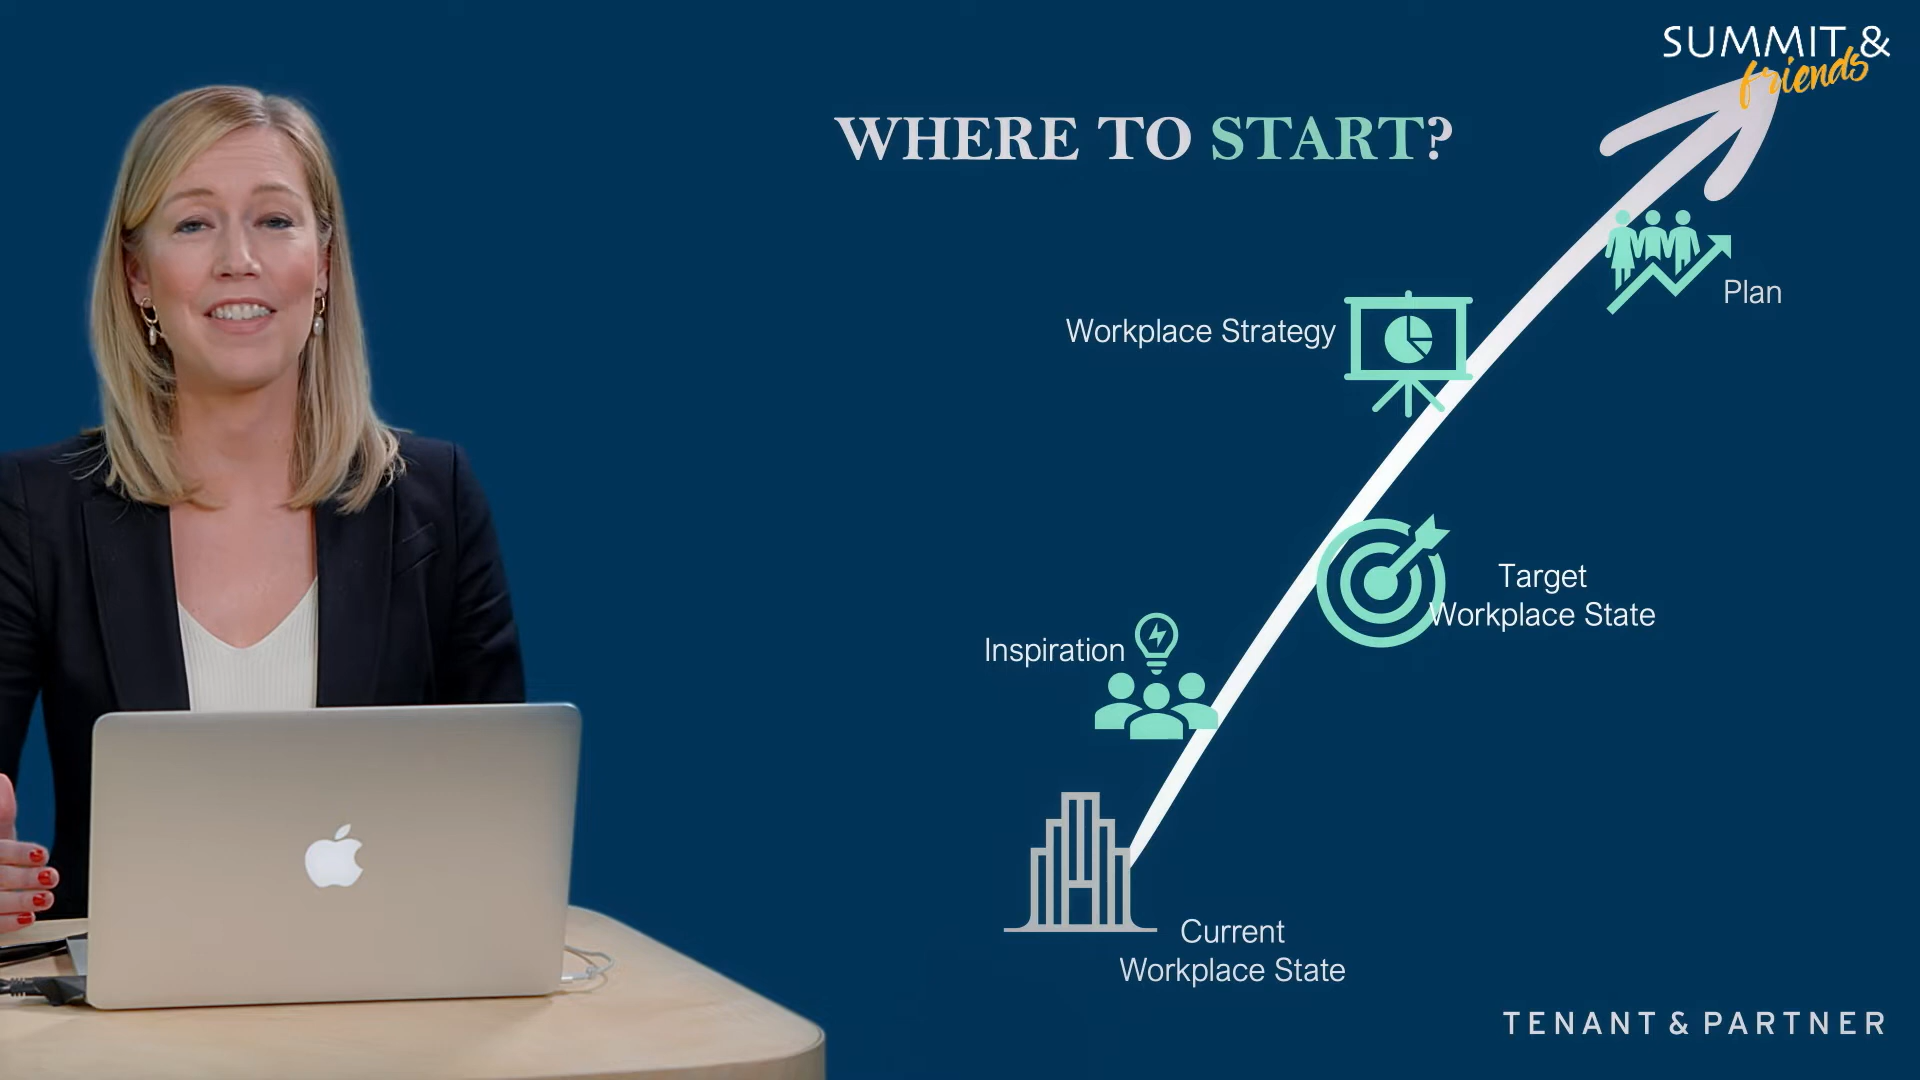 SUMMIT &
friends
WHERE TO START?
Plan
Workplace Strategy
Target
Workplace State
Inspiration
Current
Workplace State
TENANT & PARTNER